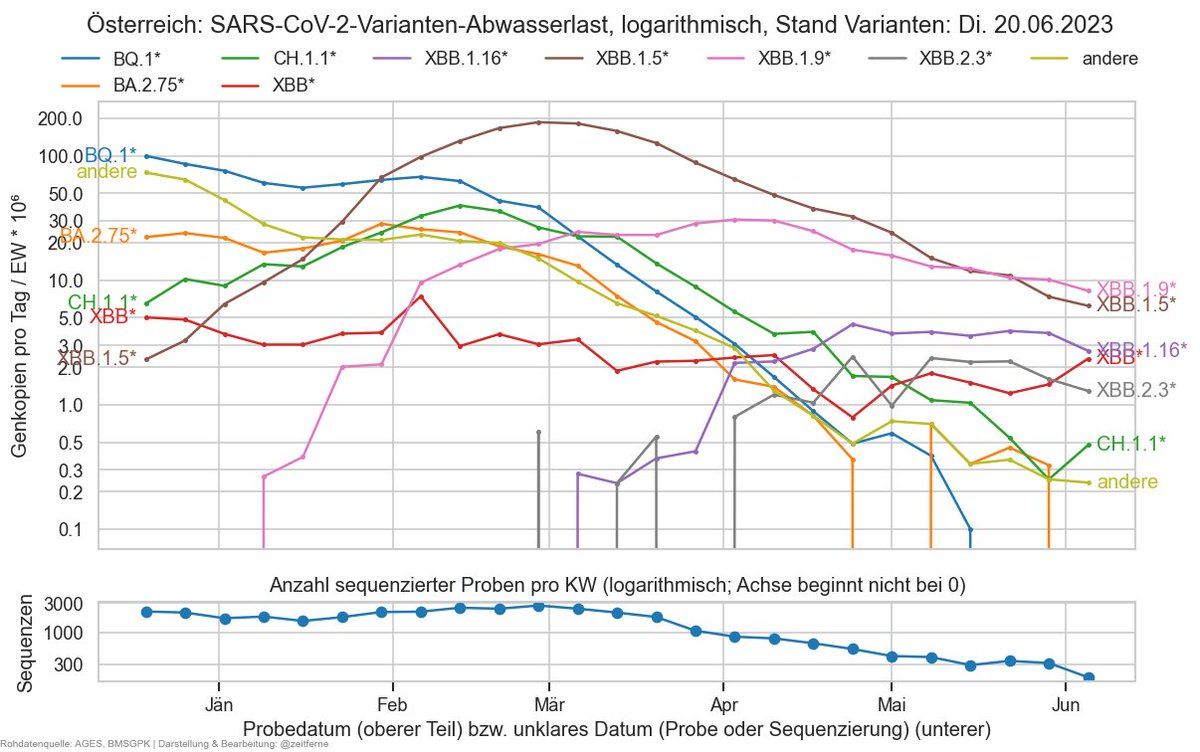 Österreich: SARS-CoV-2-Varianten-Abwasserlast, logarithmisch, Stand Varianten: Di. 20.06.2023
BQ.1* CH.1.1* XBB.1.16* XBB.1.5* XBB.1.9* XBB.2.3* andere
BA.2.75* XBB*
Genkopien pro Tag / EW * 10⁶
200.0
100.0
50.0
30.0
20.0
10.0
5.0
3.0
2.0
1.0
0.5
0.3
0.2
0.1
BQ.1*
andere
BA.2.75*
CH.1.1*
XBB*
XBB.1.5*
XBB.1.9*
XBB.1.5*
XBB.1.16*
XBB*
XBB.2.3*
CH.1.1*
andere
Anzahl sequenzierter Proben pro KW (logarithmisch; Achse beginnt nicht bei 0)
Sequenzen
3000
1000
300
Jän Feb Mär Apr Mai Jun
Probedatum (oberer Teil) bzw. unklares Datum (Probe oder Sequenzierung) (unterer)
Rohdatenquelle: AGES, BMSGPK | Darstellung & Bearbeitung: @zeitferne